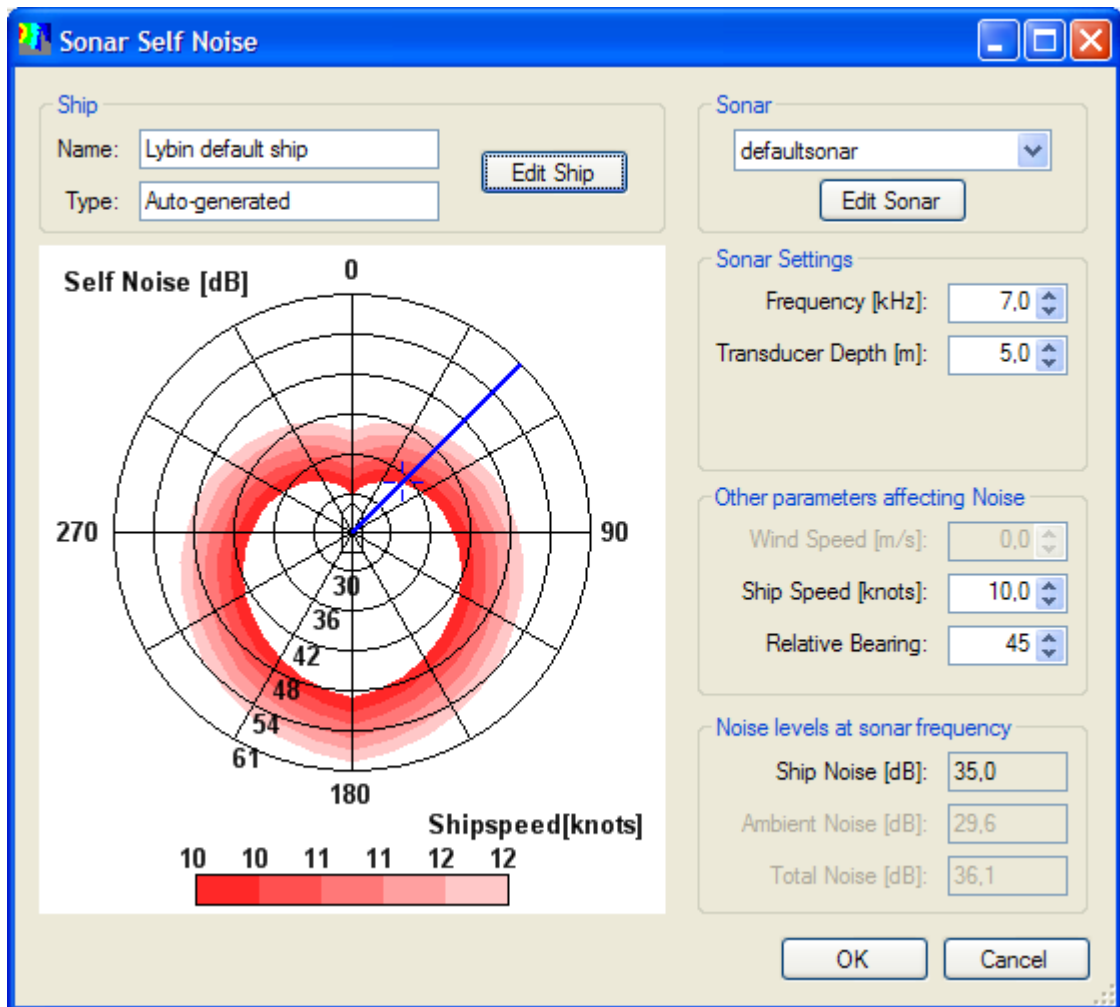 Sonar Self Noise
Ship
Name: Lybin default ship
Type: Auto-generated
Edit Ship
Sonar
defaultsonar
Edit Sonar
Self Noise [dB]
0
270
90
30
36
42
48
54
61
180
Shipspeed[knots]
10 10 11 11 12 12
Sonar Settings
Frequency [kHz]: 7,0
Transducer Depth [m]: 5,0
Other parameters affecting Noise
Wind Speed [m/s]: 0,0
Ship Speed [knots]: 10,0
Relative Bearing: 45
Noise levels at sonar frequency
Ship Noise [dB]: 35,0
Ambient Noise [dB]: 29,6
Total Noise [dB]: 36,1
OK Cancel